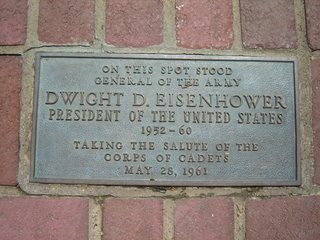 ON THIS SPOT STOOD
GENERAL OF THE ARMY
DWIGHT D. EISENHOWER
PRESIDENT OF THE UNITED STATES
1952-60
TAKING THE SALUTE OF THE
CORPS OF CADETS
MAY 28, 1961